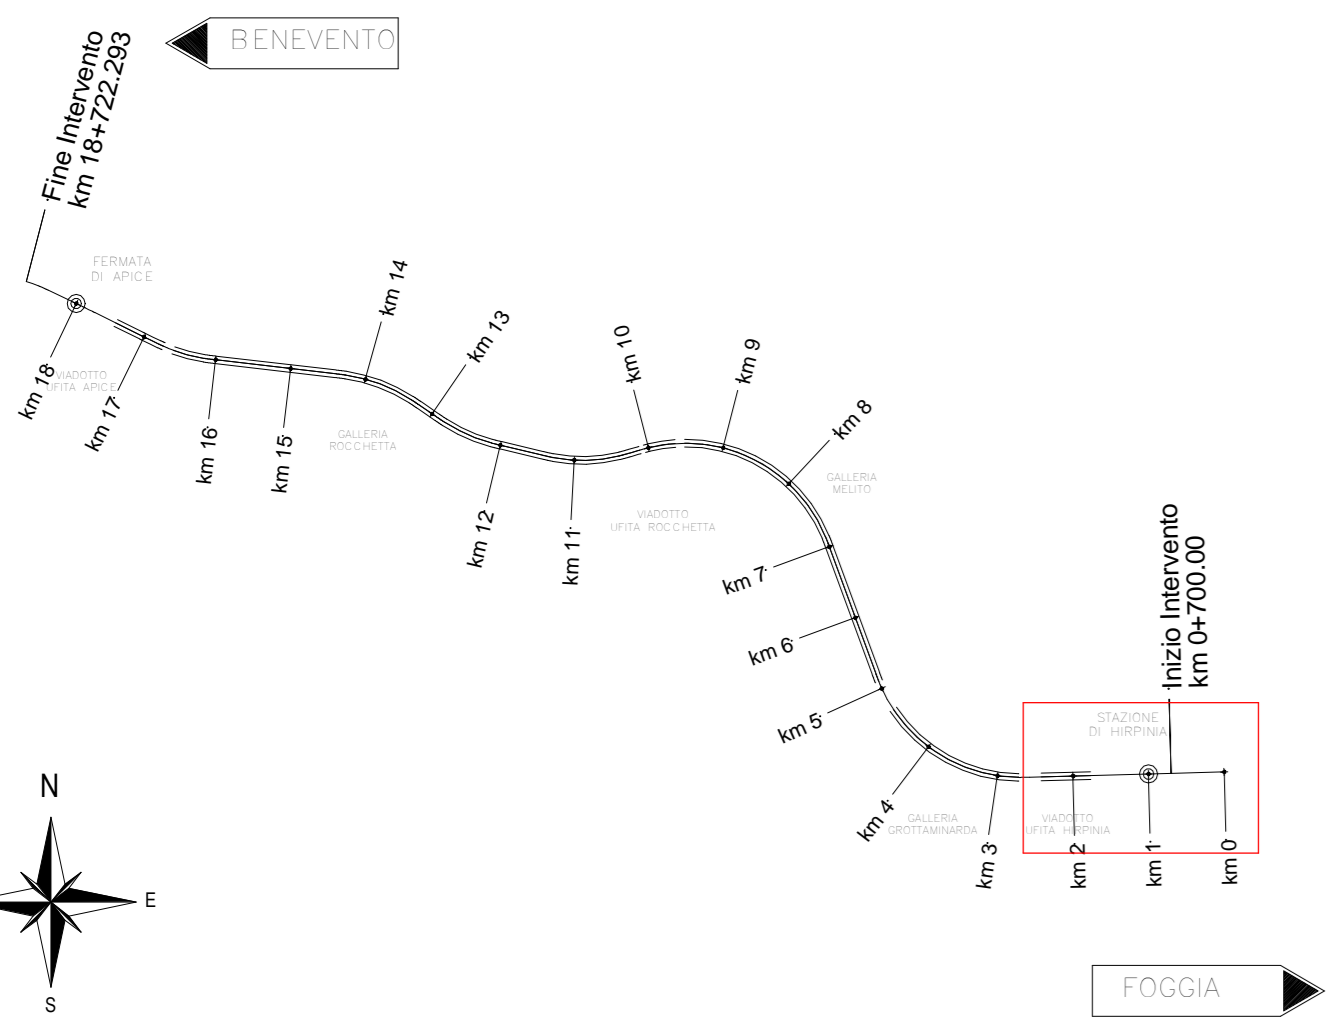 BENEVENTO
Fine Intervento
km 18+722.293
FERMATA
DI APICE
km 18
VIADOTTO
UFITA APICE
km 17
km 16
km 15
km 14
GALLERIA
ROCCHETTA
km 13
km 12
km 11
km 10
VIADOTTO
UFITA ROCCHETTA
km 9
km 8
GALLERIA
MELITO
km 7
km 6
km 5
km 4
GALLERIA
GROTTAMINARDA
km 3
Inizio Intervento
km 0+700.00
STAZIONE
DI HIRPINIA
VIADOTTO
UFITA HIRPINIA
km 2
km 1
km 0
N
E
S
FOGGIA